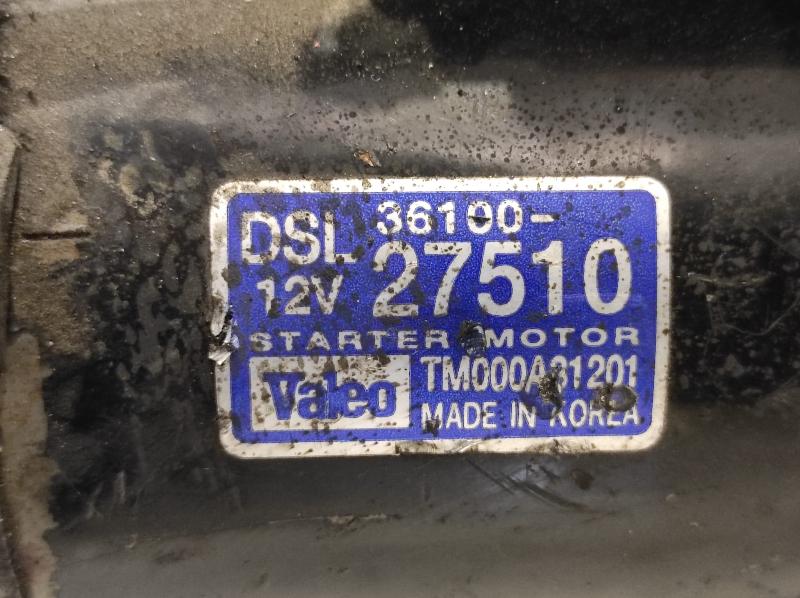 DSL 36100-
12V 27510
STARTER MOTOR
Valeo TM000A31201
MADE IN KOREA